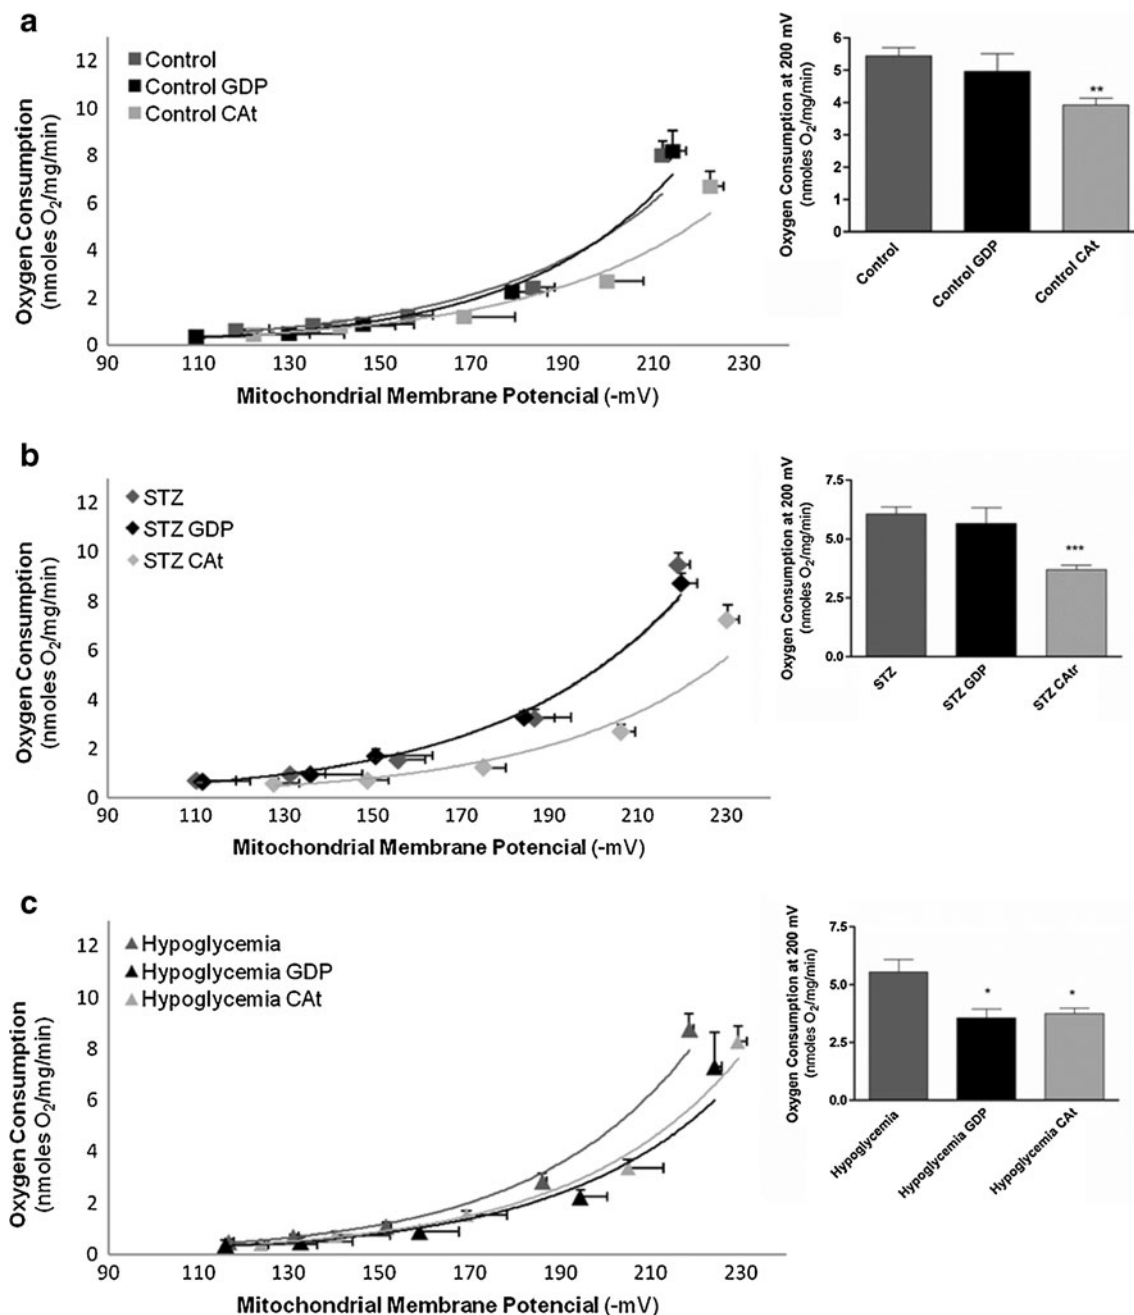 a
Oxygen Consumption
(nmoles O₂/mg/min)
12
10
8
6
4
2
0
Control
Control GDP
Control CAt
90 110 130 150 170 190 210 230
Mitochondrial Membrane Potencial (-mV)
Oxygen Consumption at 200 mV
(nmoles O₂/mg/min)
6
5
4
3
2
1
0
**
Control
Control GDP
Control CAt
b
Oxygen Consumption
(nmoles O₂/mg/min)
12
10
8
6
4
2
0
STZ
STZ GDP
STZ CAt
90 110 130 150 170 190 210 230
Mitochondrial Membrane Potencial (-mV)
Oxygen Consumption at 200 mV
(nmoles O₂/mg/min)
7.5
5.0
2.5
0.0
***
STZ
STZ GDP
STZ CAtr
c
Oxygen Consumption
(nmoles O₂/mg/min)
12
10
8
6
4
2
0
Hypoglycemia
Hypoglycemia GDP
Hypoglycemia CAt
90 110 130 150 170 190 210 230
Mitochondrial Membrane Potencial (-mV)
Oxygen Consumption at 200 mV
(nmoles O₂/mg/min)
7.5
5.0
2.5
0.0
*
*
Hypoglycemia
Hypoglycemia GDP
Hypoglycemia CAt